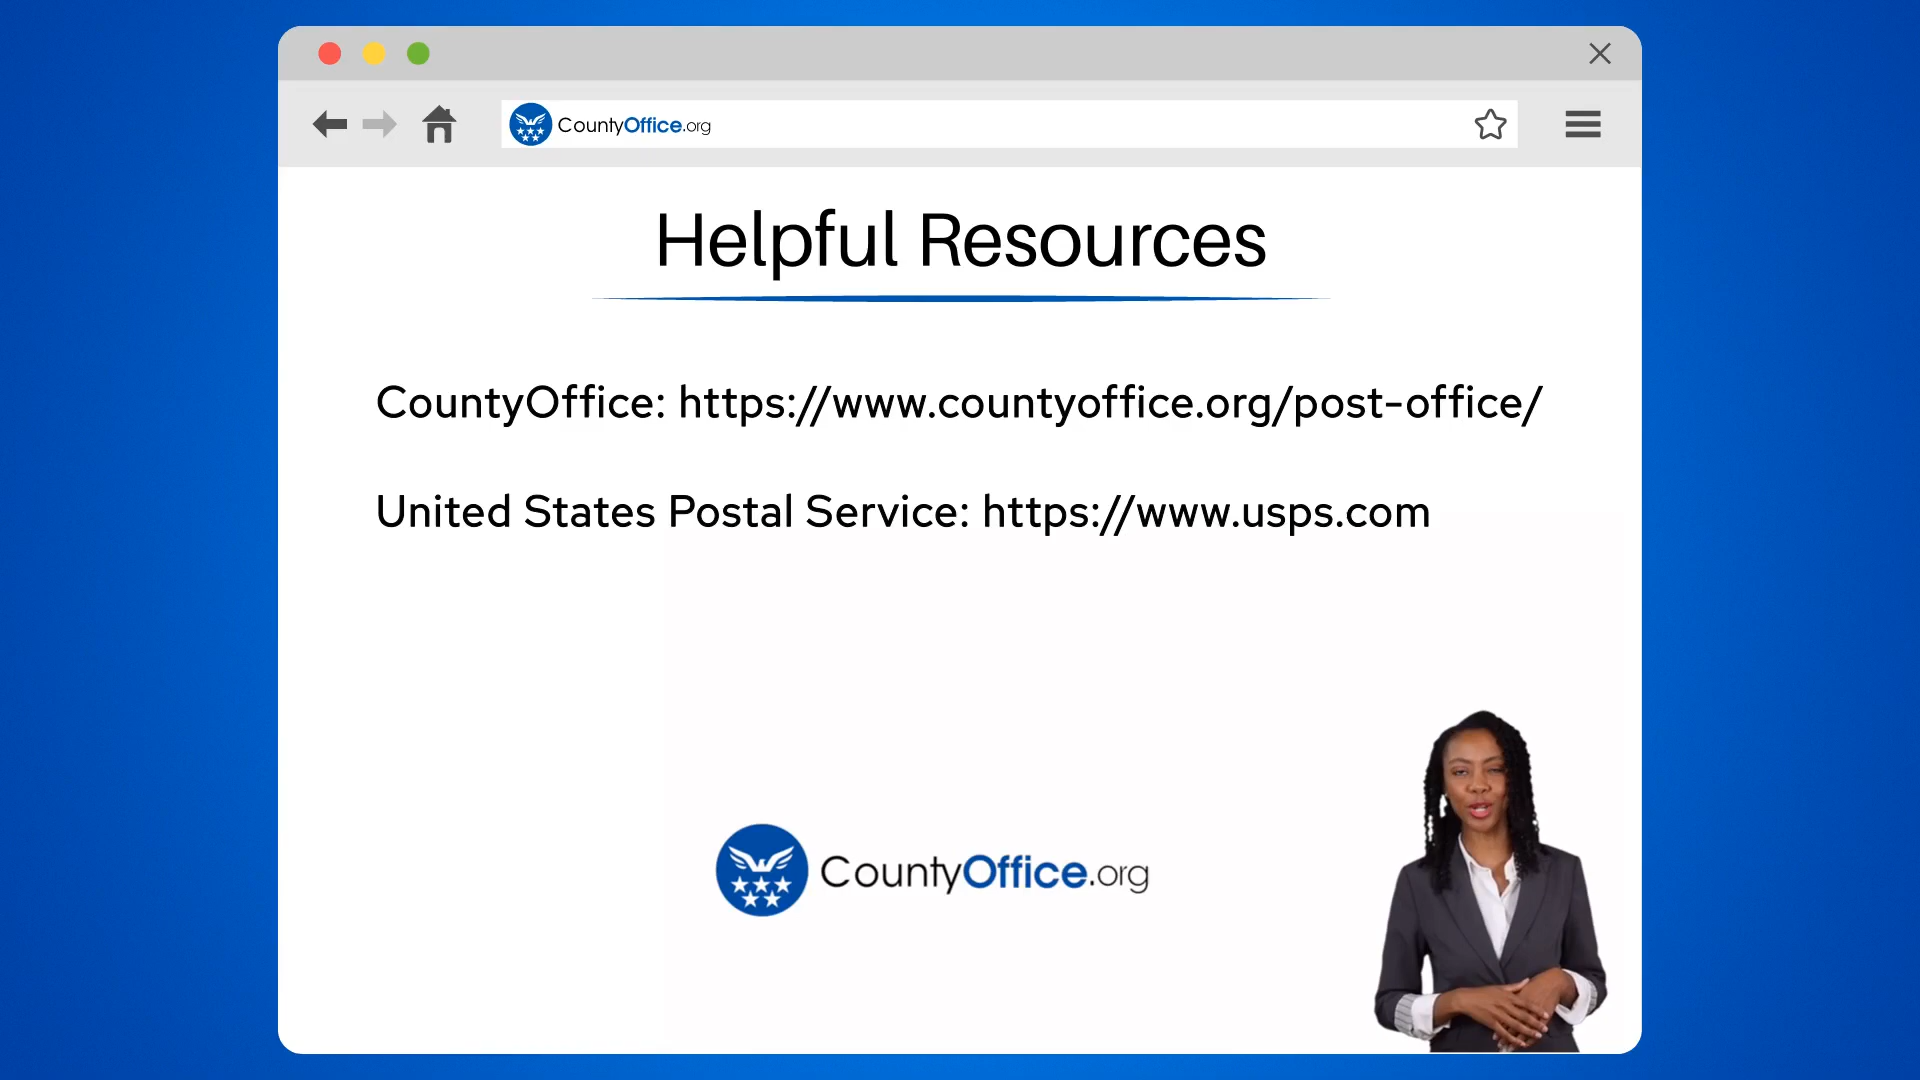 CountyOffice.org
Helpful Resources
CountyOffice: https://www.countyoffice.org/post-office/
United States Postal Service: https://www.usps.com
CountyOffice.org